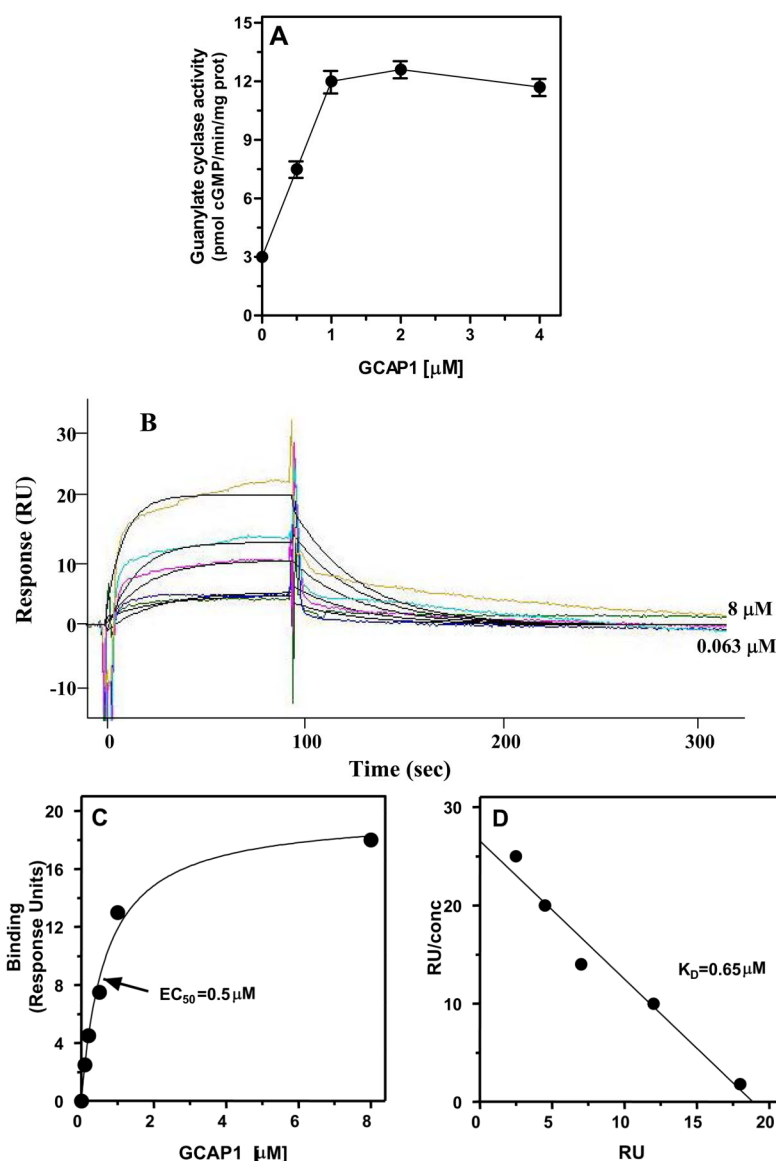 A
Guanylate cyclase activity
(pmol cGMP/min/mg prot)
15
12
9
6
3
0
0 1 2 3 4
GCAP1 [μM]
B
Response (RU)
30
20
10
0
-10
8 μM
0.063 μM
0 100 200 300
Time (sec)
C
Binding
(Response Units)
20
16
12
8
4
0
EC50=0.5 μM
0 2 4 6 8
GCAP1 [μM]
D
RU/conc
30
20
10
0
KD=0.65μM
0 5 10 15 20
RU